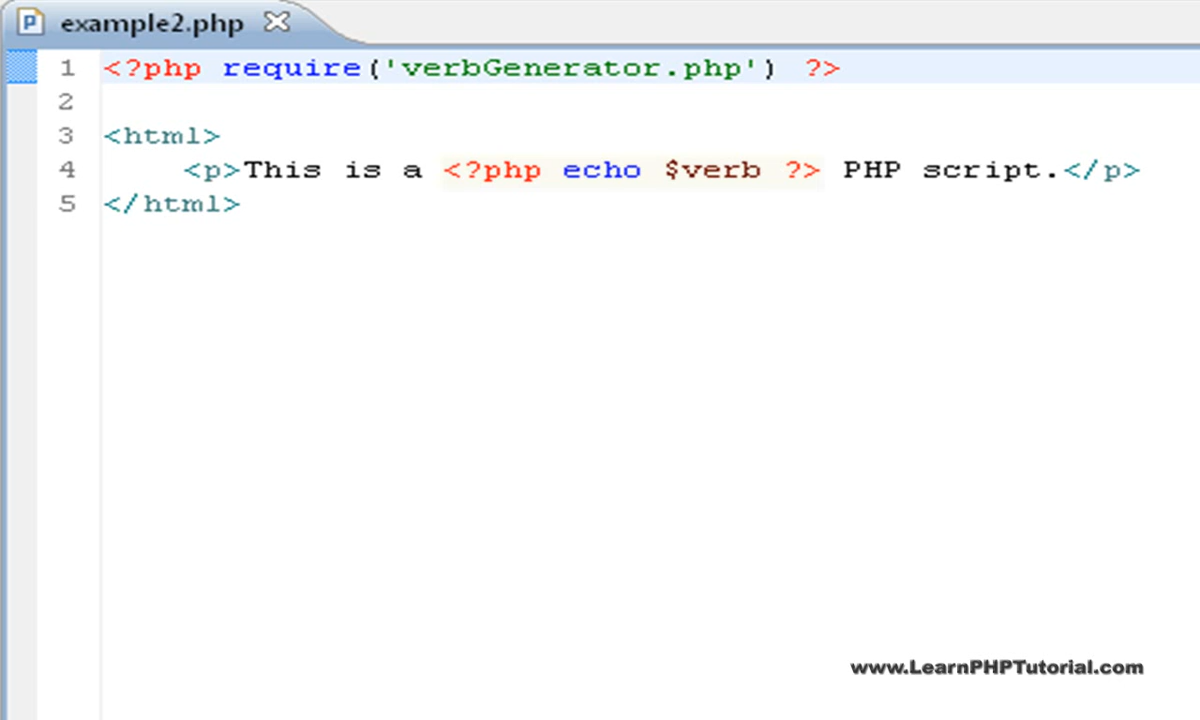 example2.php
1 <?php require('verbGenerator.php') ?>
2
3 <html>
4 <p>This is a <?php echo $verb ?> PHP script.</p>
5 </html>
www.LearnPHPTutorial.com